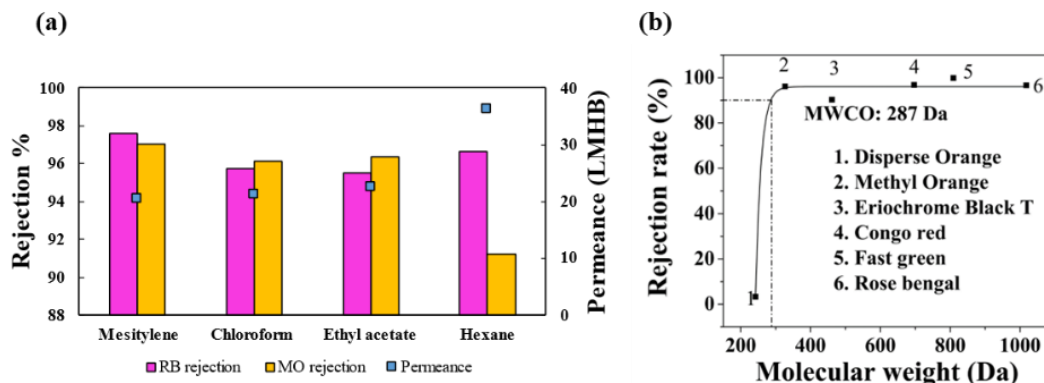 (a)
100
98
96
94
92
90
88
Rejection %
40
30
20
10
0
Permeance (LMHB)
Mesitylene Chloroform Ethyl acetate Hexane
RB rejection MO rejection Permeance
(b)
100
80
60
40
20
0
Rejection rate (%)
1
2
3
4
5
6
MWCO: 287 Da
1. Disperse Orange
2. Methyl Orange
3. Eriochrome Black T
4. Congo red
5. Fast green
6. Rose bengal
200 400 600 800 1000
Molecular weight (Da)